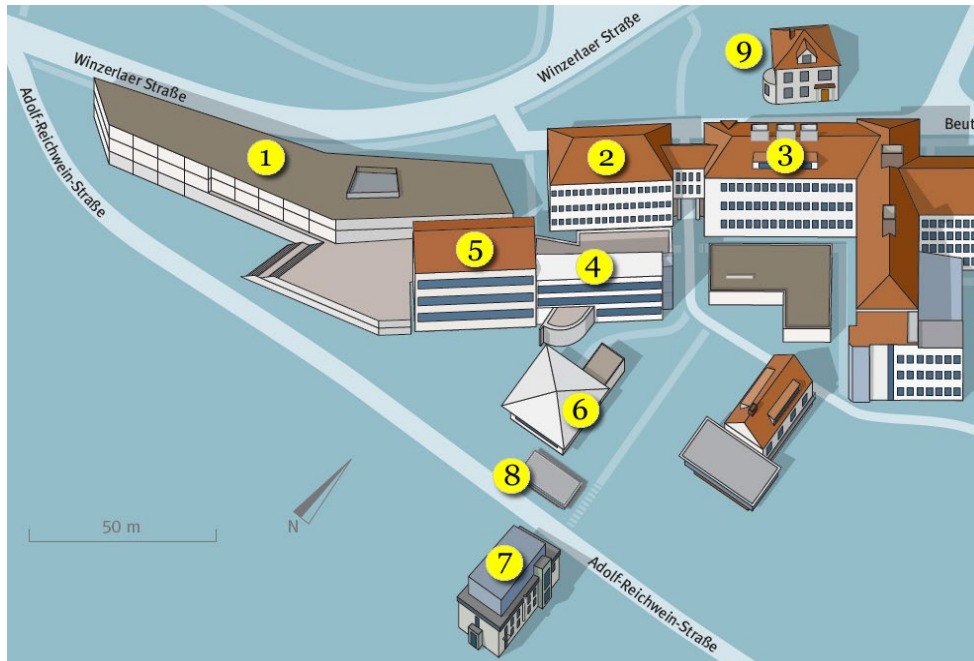 Winzerlaer Straße
Winzerlaer Straße
Adolf-Reichwein-Straße
9
Beut
1
2
3
5
4
6
8
50 m
N
7
Adolf-Reichwein-Straße